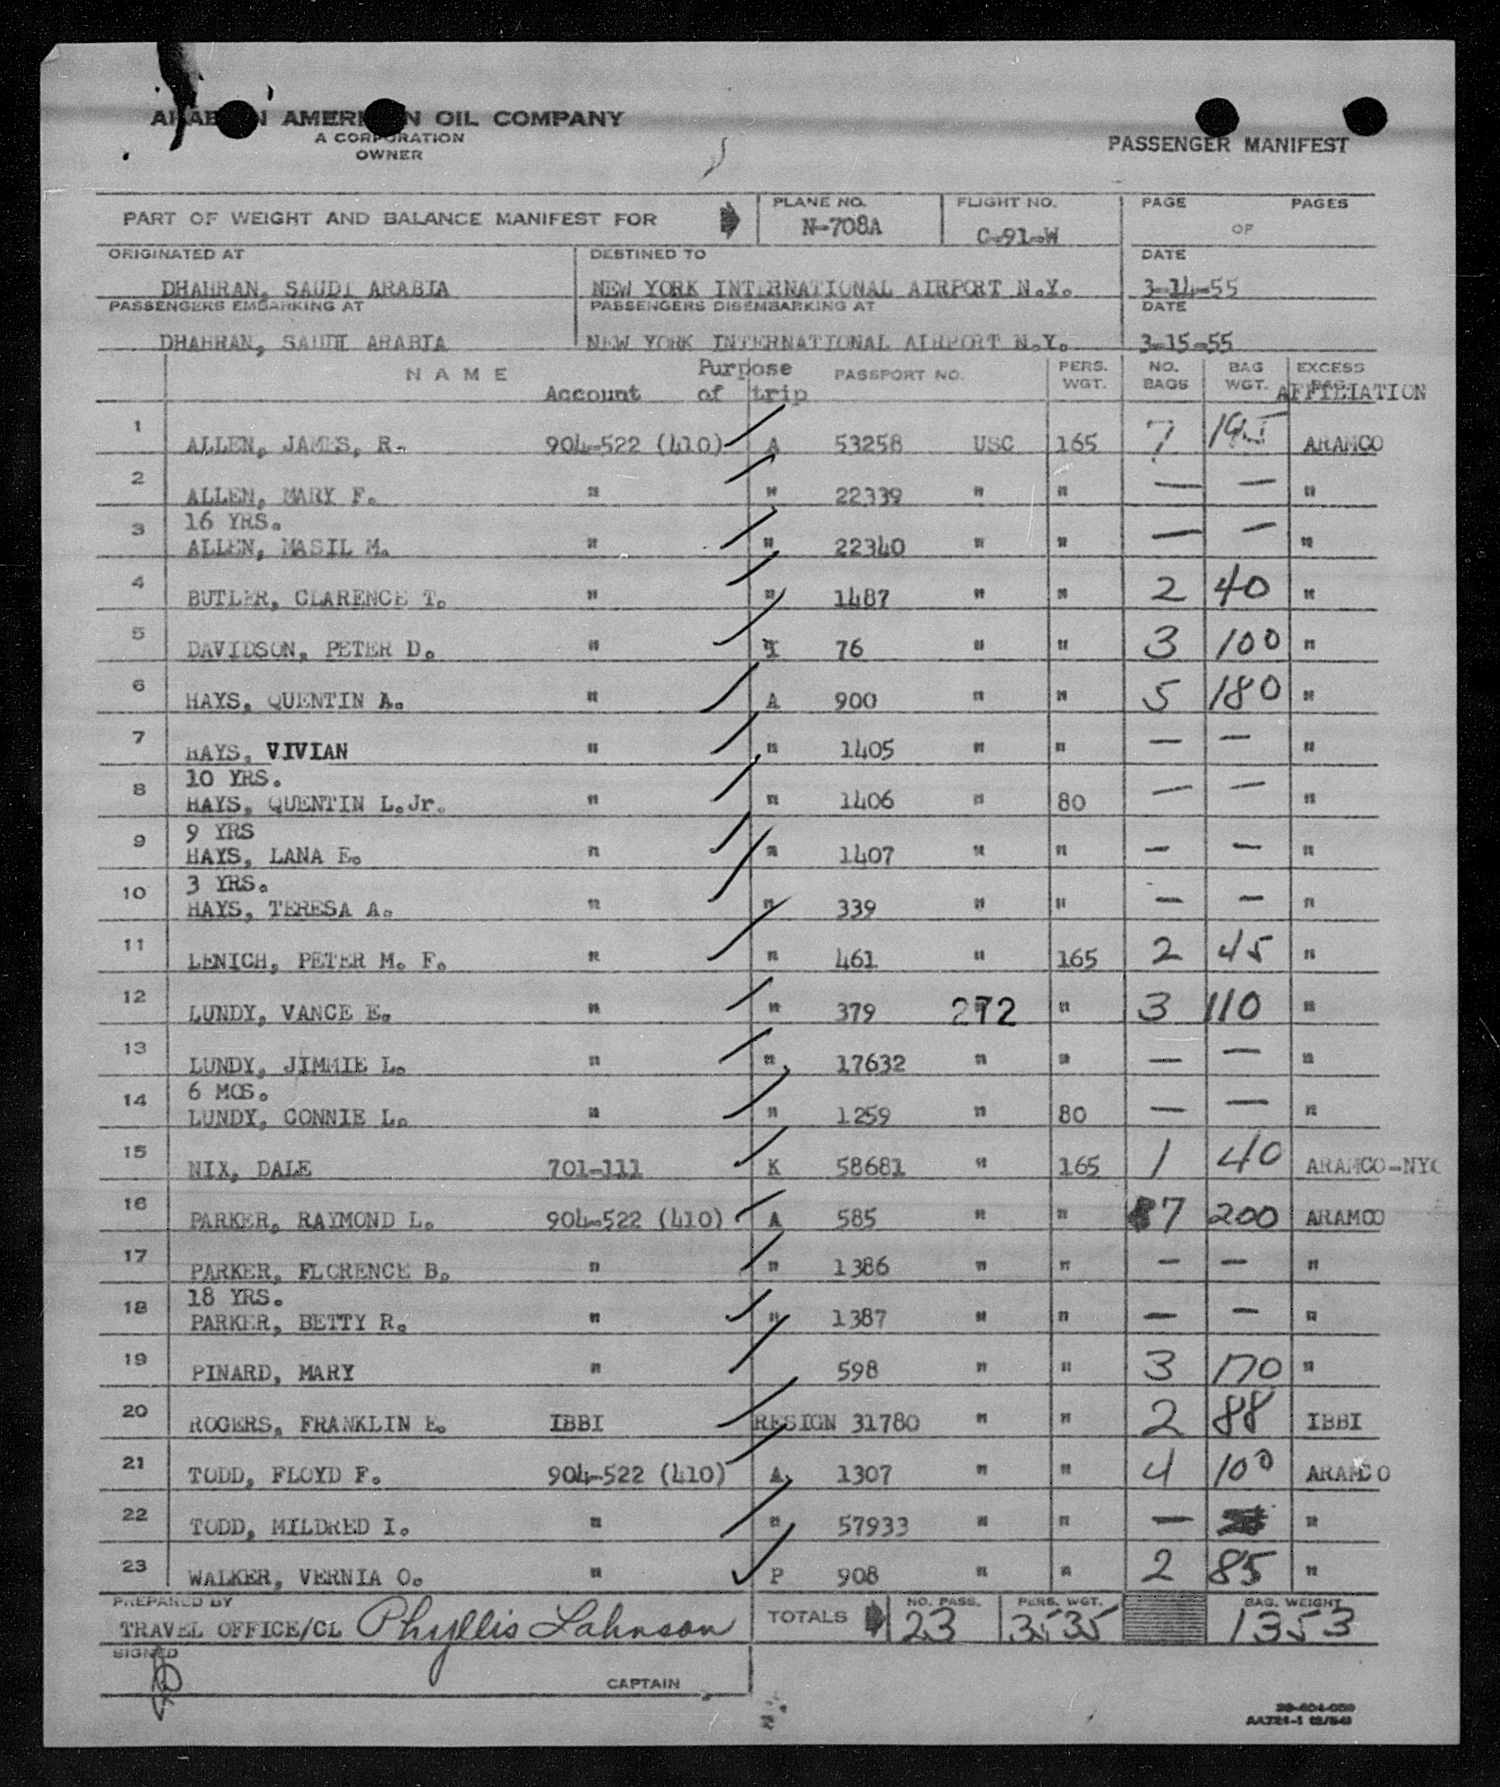 ARABIAN AMERICAN OIL COMPANY
A CORPORATION
OWNER
PASSENGER MANIFEST
PART OF WEIGHT AND BALANCE MANIFEST FOR PLANE NO. N-708A FLIGHT NO. C-91-W PAGE OF PAGES
ORIGINATED AT DESTINED TO DATE
DHAHRAN, SAUDI ARABIA NEW YORK INTERNATIONAL AIRPORT N.Y. 3-14-55
PASSENGERS EMBARKING AT PASSENGERS DISEMBARKING AT DATE
DHAHRAN, SAUDI ARABIA NEW YORK INTERNATIONAL AIRPORT N.Y. 3-15-55
NAME Account Purpose of trip PASSPORT NO. PERS. WGT. NO. BAGS BAG WGT. EXCESS BAG. AFFILIATION
1 ALLEN, JAMES, R. 904-522 (410) A 53258 USC 165 7 195 ARAMCO
2 ALLEN, MARY F. " " 22339 " " — — "
16 YRS.
3 ALLEN, MASIL M. " " 22340 " " — — "
4 BUTLER, CLARENCE T. " " 1487 " " 2 40 "
5 DAVIDSON, PETER D. " 76 " " 3 100 "
6 HAYS, QUENTIN A. " A 900 " " 5 180 "
7 HAYS, VIVIAN " " 1405 " " — — "
10 YRS.
8 HAYS, QUENTIN L.Jr. " " 1406 " 80 — — "
9 YRS
9 HAYS, LANA E. " " 1407 " " — — "
3 YRS.
10 HAYS, TERESA A. " " 339 " " — — "
11 LENICH, PETER M. F. " " 461 " 165 2 45 "
12 LUNDY, VANCE E. " " 379 272 " 3 110 "
13 LUNDY, JIMMIE L. " " 17632 " " — — "
6 MOS.
14 LUNDY, CONNIE L. " " 1259 " 80 — — "
15 NIX, DALE 701-111 K 58681 " 165 1 40 ARAMCO-NYC
16 PARKER, RAYMOND L. 904-522 (410) A 585 " " 7 200 ARAMCO
17 PARKER, FLORENCE B. " " 1386 " " — — "
18 YRS.
18 PARKER, BETTY R. " " 1387 " " — — "
19 PINARD, MARY " 598 " " 3 170 "
20 ROGERS, FRANKLIN E. IBBI RESIGN 31780 " " 2 88 IBBI
21 TODD, FLOYD F. 904-522 (410) A 1307 " " 4 100 ARAMCO
22 TODD, MILDRED I. " " 57933 " " — "
23 WALKER, VERNIA O. " P 908 " " 2 85 "
PREPARED BY TOTALS NO. PASS. PERS. WGT. BAG. WEIGHT
TRAVEL OFFICE/CL Phyllis Lahnson 23 3535 1353
SIGNED
CAPTAIN